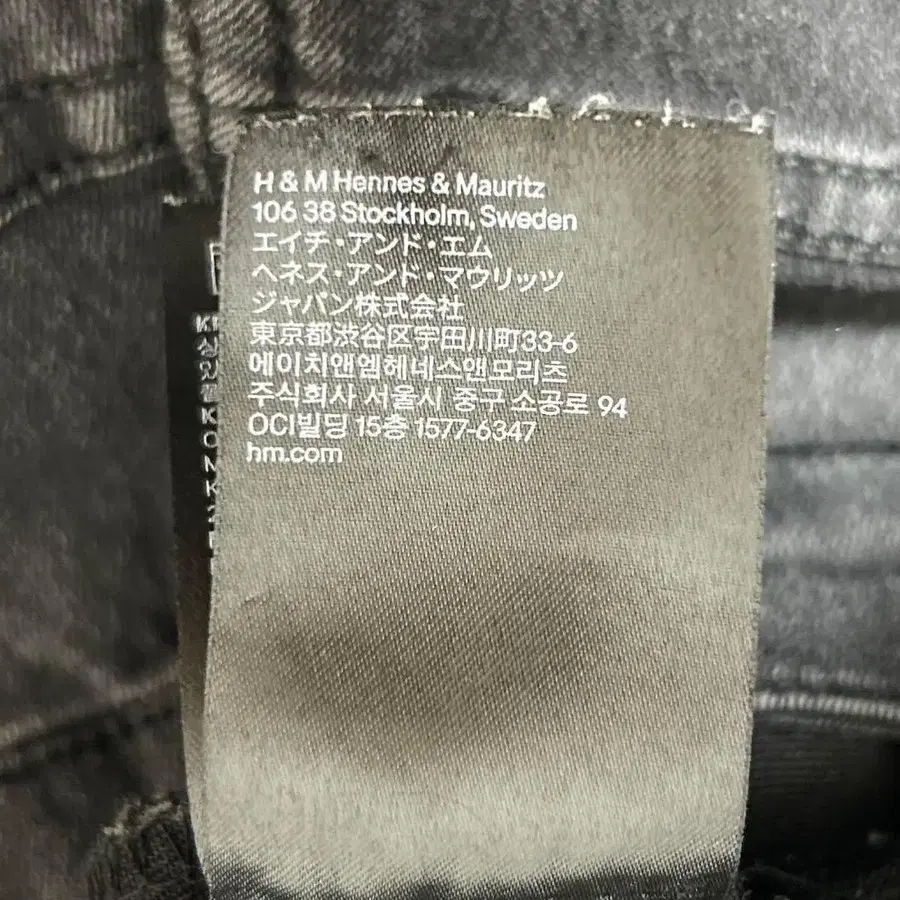 H & M Hennes & Mauritz
106 38 Stockholm, Sweden
エイチ・アンド・エム
ヘネス・アンド・マウリッツ
ジャパン株式会社
東京都渋谷区宇田川町33-6
에이치앤엠헤네스앤모리츠
주식회사 서울시 중구 소공로 94
OCI빌딩 15층 1577-6347
hm.com